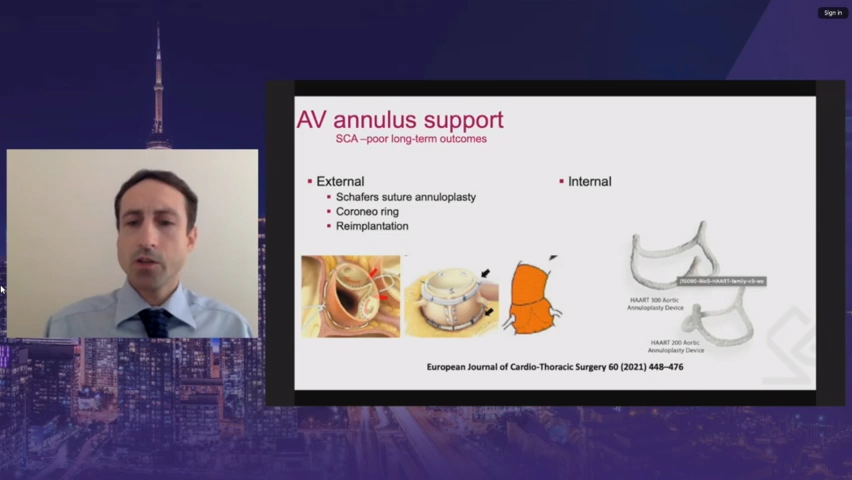 Sign in
AV annulus support
SCA –poor long-term outcomes
External
Schafers suture annuloplasty
Coroneo ring
Reimplantation
Internal
HAART 300 Aortic
Annuloplasty Device
HAART 200 Aortic
Annuloplasty Device
European Journal of Cardio-Thoracic Surgery 60 (2021) 448–476